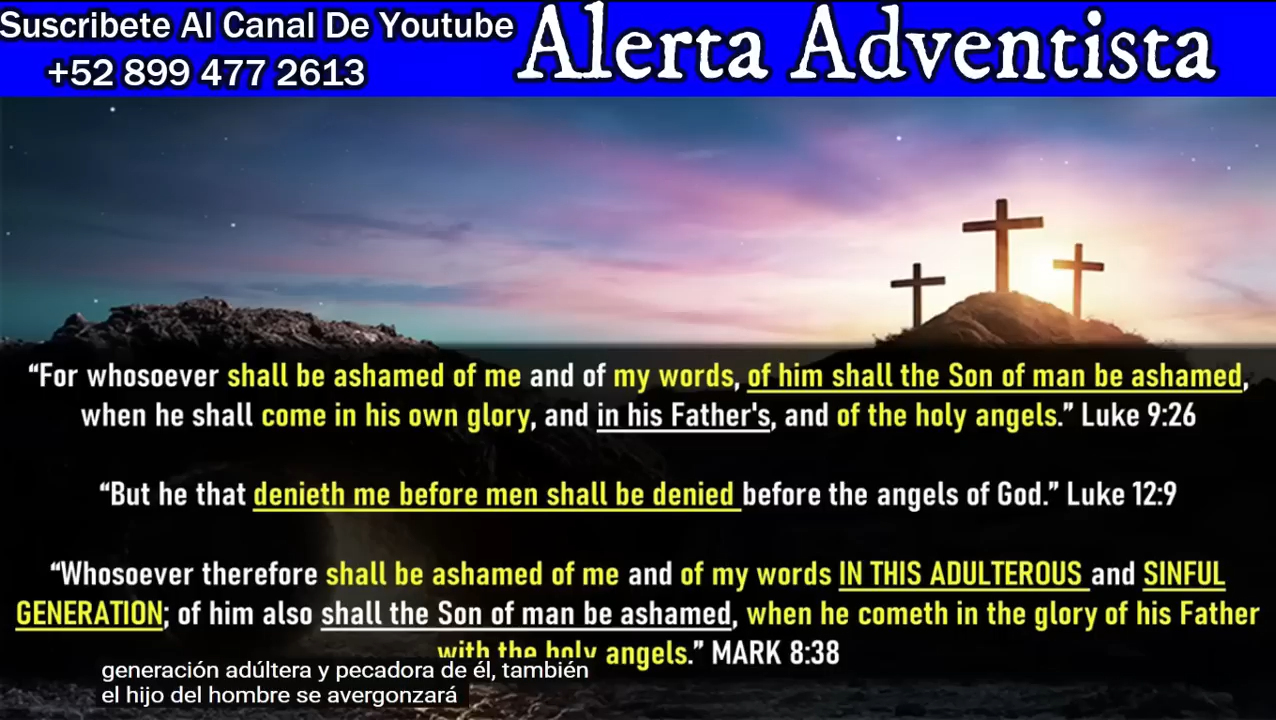 Suscribete Al Canal De Youtube
+52 899 477 2613
Alerta Adventista
“For whosoever shall be ashamed of me and of my words, of him shall the Son of man be ashamed,
when he shall come in his own glory, and in his Father's, and of the holy angels.” Luke 9:26
“But he that denieth me before men shall be denied before the angels of God.” Luke 12:9
“Whosoever therefore shall be ashamed of me and of my words IN THIS ADULTEROUS and SINFUL
GENERATION; of him also shall the Son of man be ashamed, when he cometh in the glory of his Father
with the holy angels.” MARK 8:38
generación adúltera y pecadora de él, también
el hijo del hombre se avergonzará